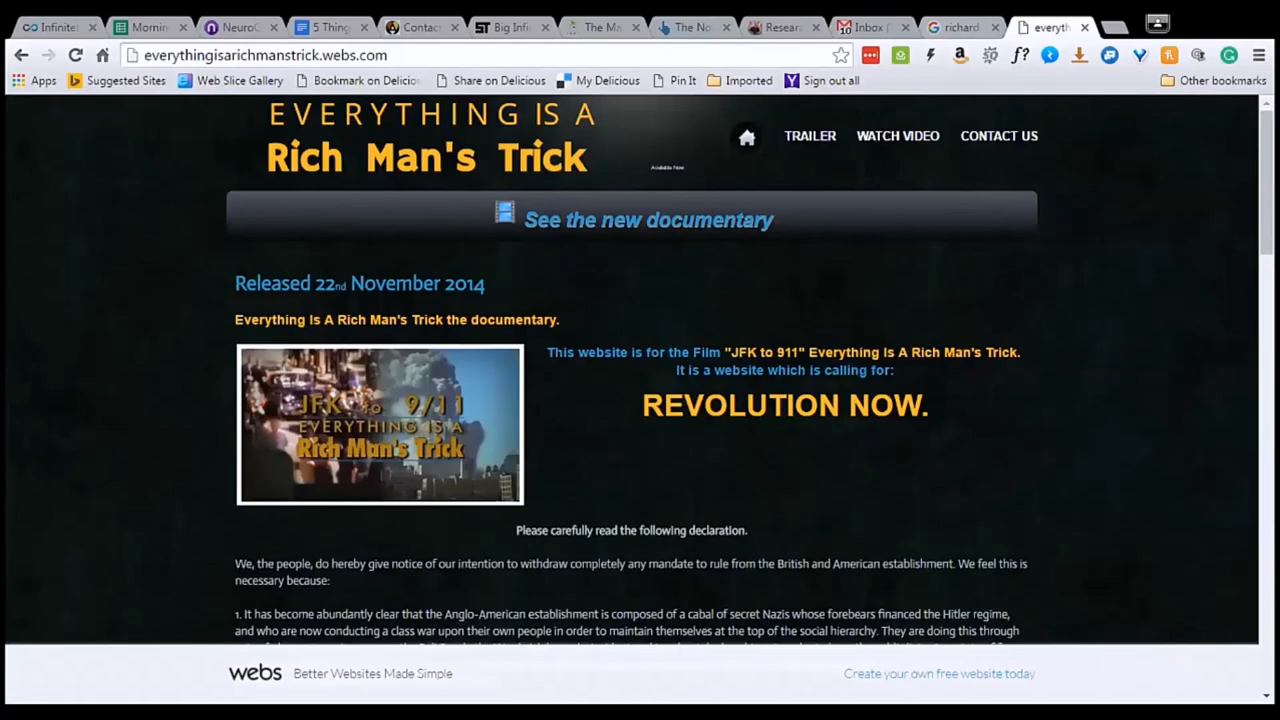 Infinite
Mornin
NeuroC
5 Thing
Contac
Big Infi
The Ma
The No
Resear
Inbox (
10
richard
everyth
everythingisarichmanstrick.webs.com
f?
Apps
Suggested Sites
Web Slice Gallery
Bookmark on Delicio
Share on Delicious
My Delicious
Pin It
Imported
Sign out all
Other bookmarks
EVERYTHING IS A
Rich Man's Trick
Available Now
TRAILER
WATCH VIDEO
CONTACT US
See the new documentary
Released 22nd November 2014
Everything Is A Rich Man's Trick the documentary.
JFK to 9/11
EVERYTHING IS A
Rich Man's Trick
This website is for the Film "JFK to 911" Everything Is A Rich Man's Trick.
It is a website which is calling for:
REVOLUTION NOW.
Please carefully read the following declaration.
We, the people, do hereby give notice of our intention to withdraw completely any mandate to rule from the British and American establishment. We feel this is
necessary because:
1. It has become abundantly clear that the Anglo-American establishment is composed of a cabal of secret Nazis whose forebears financed the Hitler regime,
and who are now conducting a class war upon their own people in order to maintain themselves at the top of the social hierarchy. They are doing this through
webs
Better Websites Made Simple
Create your own free website today